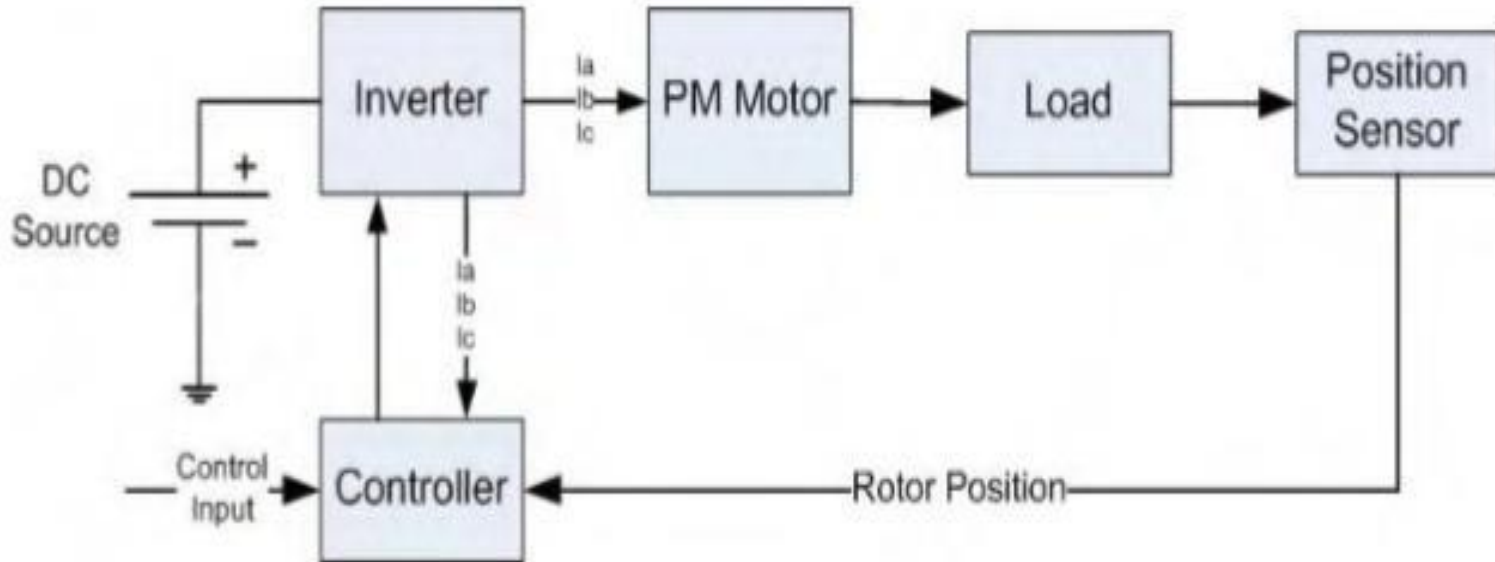 Inverter
Ia
Ib
Ic
PM Motor
Load
Position
Sensor
DC
Source
+
−
Ia
Ib
Ic
Control
Input
Controller
Rotor Position